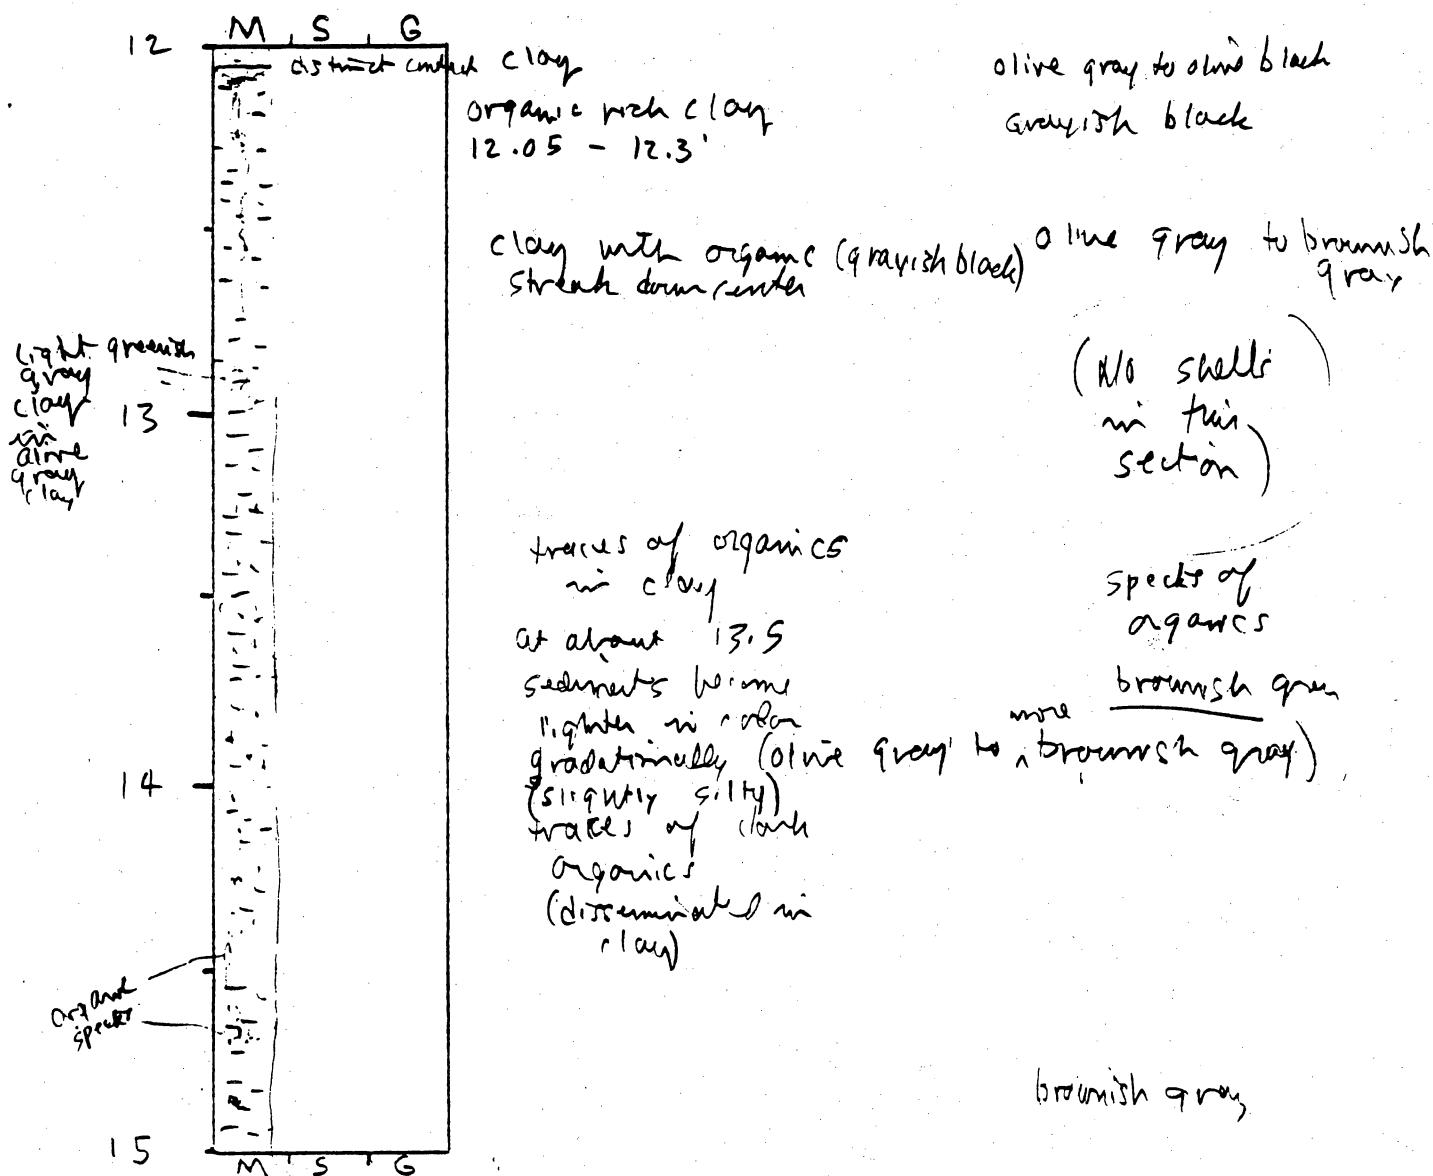 M S G
12
distinct contact clay
olive gray to olive black
organic rich clay
grayish black
12.05 - 12.3'
clay with organic (grayish black)
streak down center
olive gray to brownish
gray
light greenish
gray
clay
in
olive
gray
clay
13
(No shells
in this
section)
traces of organics
in clay
specks of
organics
at about 13.5
sediments become
lighter in color
brownish gray
more
gradationally (olive gray to ^ brownish gray)
14
(slightly silty)
traces of dark
organics
(disseminated in
clay)
organic
specks
brownish gray
15
M S G